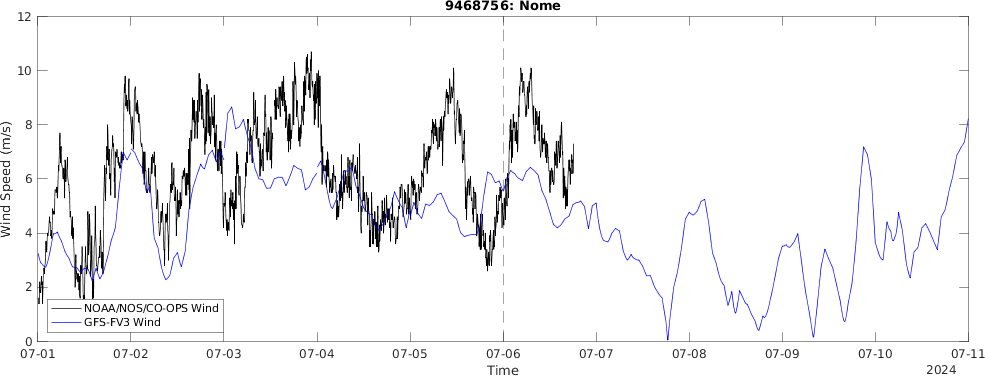 9468756: Nome
12
10
8
6
4
2
0
Wind Speed (m/s)
NOAA/NOS/CO-OPS Wind
GFS-FV3 Wind
07-01 07-02 07-03 07-04 07-05 07-06 07-07 07-08 07-09 07-10 07-11
Time
2024